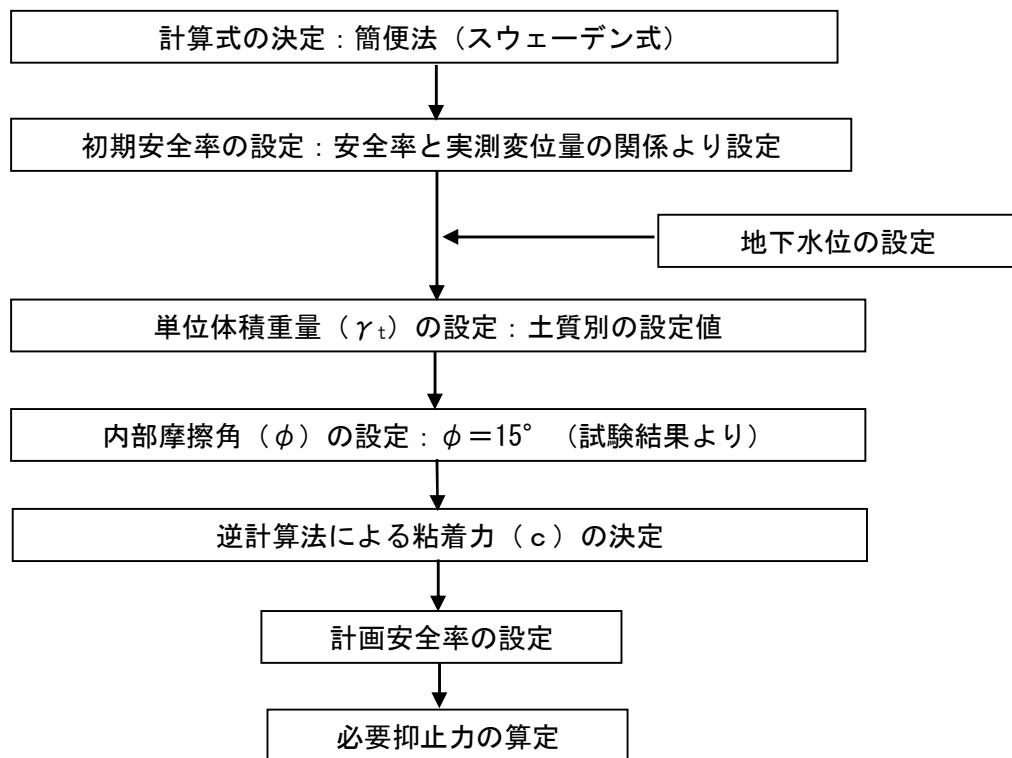 計算式の決定：簡便法（スウェーデン式）
初期安全率の設定：安全率と実測変位量の関係より設定
地下水位の設定
単位体積重量（γt）の設定：土質別の設定値
内部摩擦角（φ）の設定：φ＝15°（試験結果より）
逆計算法による粘着力（ｃ）の決定
計画安全率の設定
必要抑止力の算定